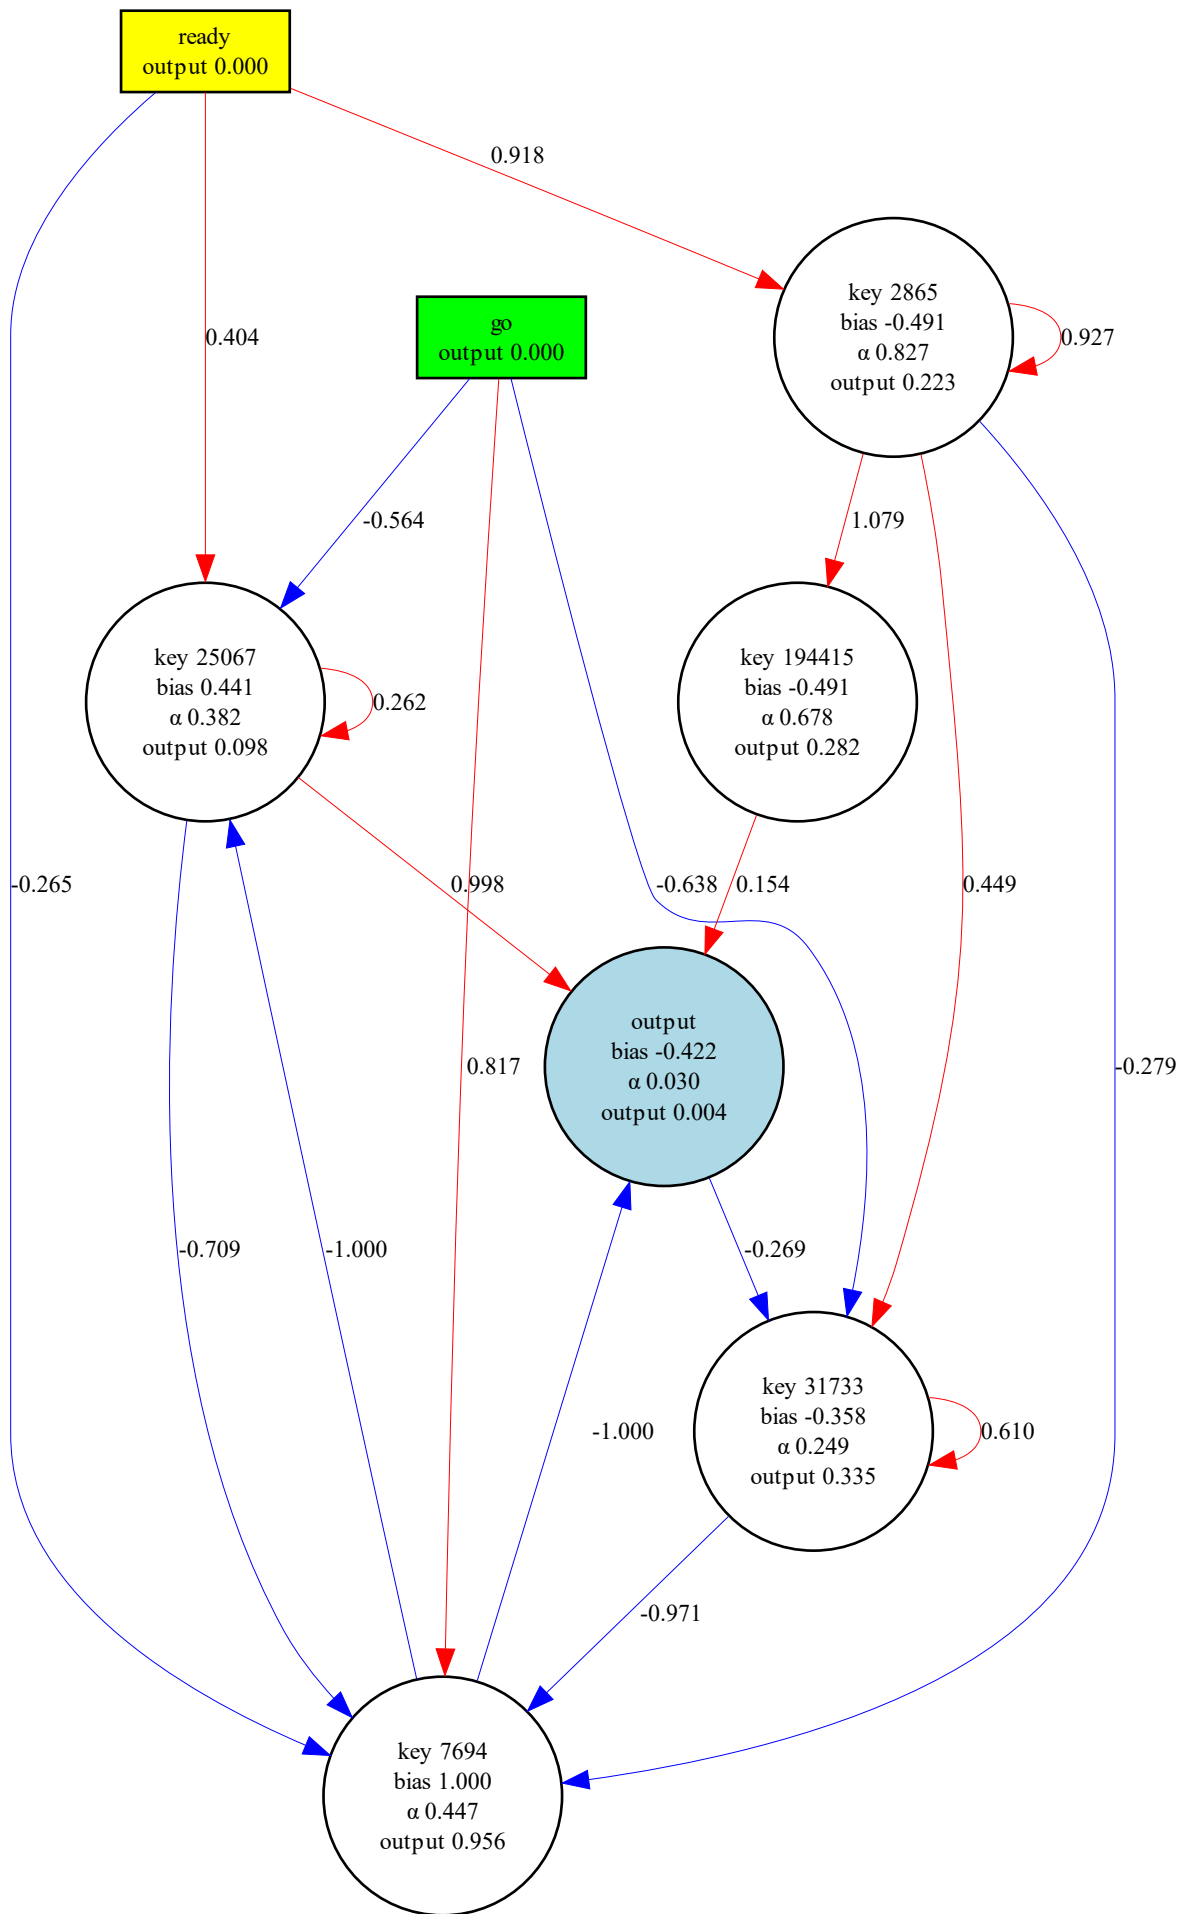 ready
output 0.000
0.918
key 2865
bias -0.491
α 0.827
output 0.223
0.927
go
output 0.000
0.404
-0.564
1.079
key 25067
bias 0.441
α 0.382
output 0.098
0.262
key 194415
bias -0.491
α 0.678
output 0.282
-0.265
0.998
-0.638
0.154
0.449
output
bias -0.422
α 0.030
output 0.004
0.817
-0.279
-0.709
-1.000
-0.269
key 31733
bias -0.358
α 0.249
output 0.335
-1.000
0.610
-0.971
key 7694
bias 1.000
α 0.447
output 0.956